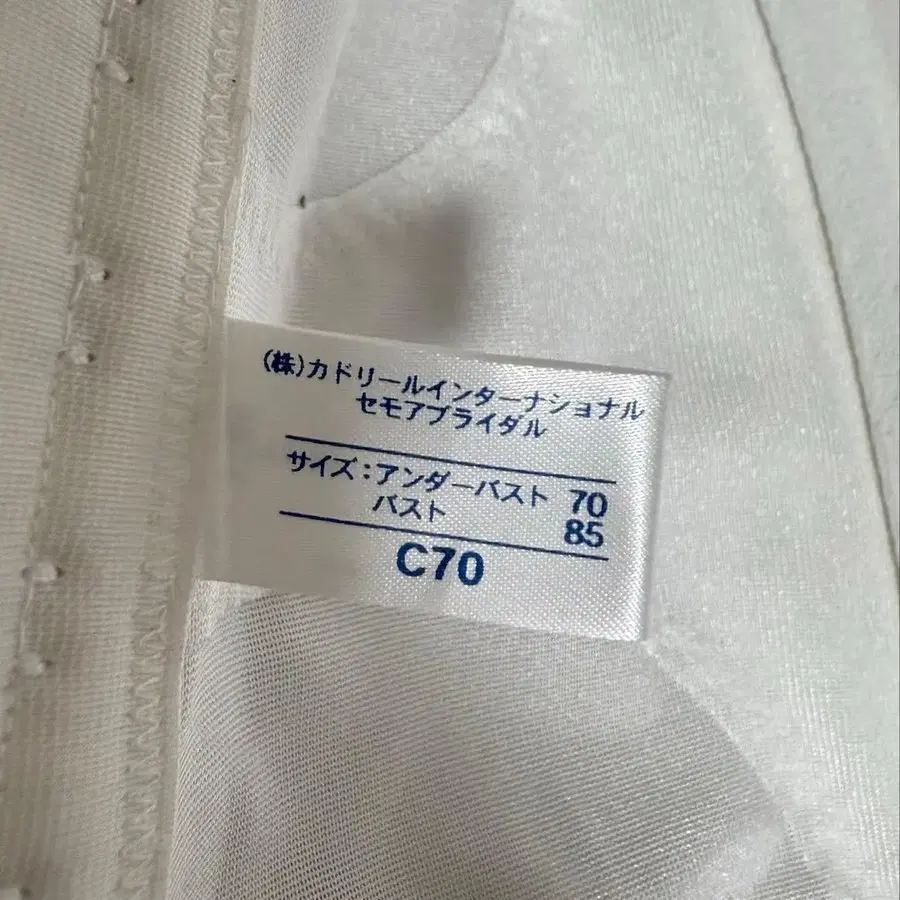 (株)カドリールインターナショナル
セモアブライダル
サイズ:アンダーバスト 70
バスト 85
C70